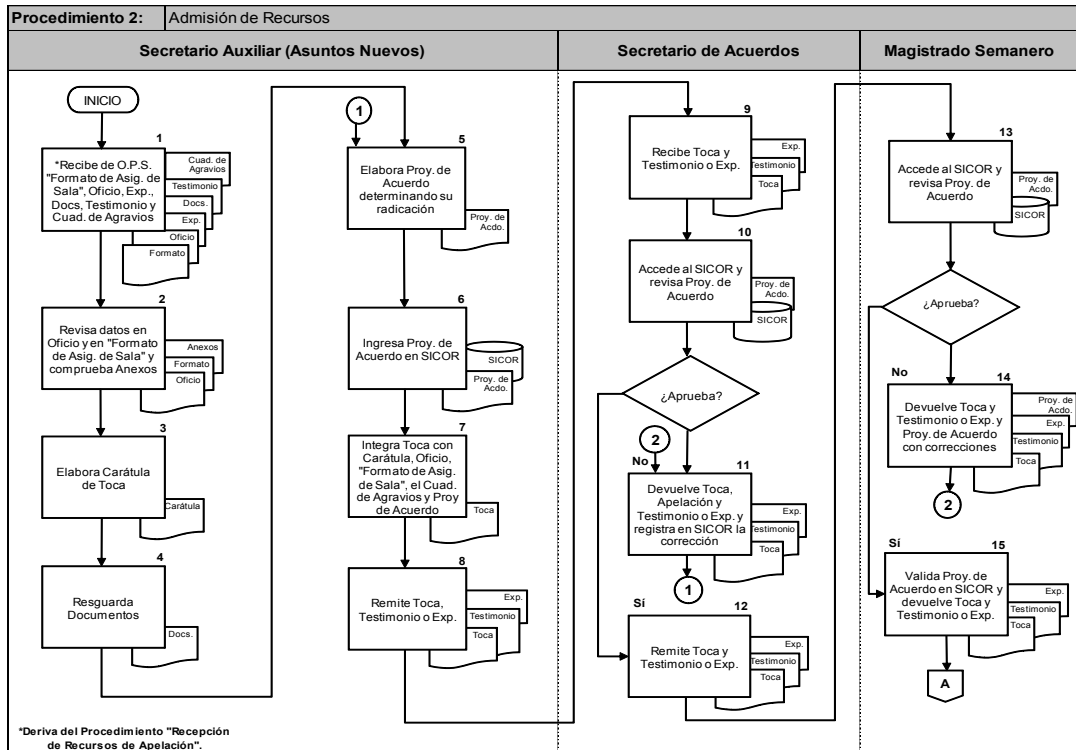 Procedimiento 2: Admisión de Recursos
Secretario Auxiliar (Asuntos Nuevos)
Secretario de Acuerdos
Magistrado Semanero
INICIO
1
*Recibe de O.P.S.
"Formato de Asig. de
Sala", Oficio, Exp.,
Docs, Testimonio y
Cuad. de Agravios
Cuad. de
Agravios
Testimonio
Docs.
Exp.
Oficio
Formato
2
Revisa datos en
Oficio y en "Formato
de Asig. de Sala" y
comprueba Anexos
Anexos
Formato
Oficio
3
Elabora Carátula
de Toca
Carátula
4
Resguarda
Documentos
Docs.
*Deriva del Procedimiento "Recepción
de Recursos de Apelación".
1
5
Elabora Proy. de
Acuerdo
determinando su
radicación
Proy. de
Acdo.
6
Ingresa Proy. de
Acuerdo en SICOR
SICOR
Proy. de
Acdo.
7
Integra Toca con
Carátula, Oficio,
"Formato de Asig.
de Sala", el Cuad.
de Agravios y Proy
de Acuerdo
Toca
8
Remite Toca,
Testimonio o Exp.
Exp.
Testimonio
Toca
9
Recibe Toca y
Testimonio o Exp.
Exp.
Testimonio
Toca
10
Accede al SICOR y
revisa Proy. de
Acuerdo
Proy. de
Acdo.
SICOR
¿Aprueba?
2
No
11
Devuelve Toca,
Apelación y
Testimonio o Exp. y
registra en SICOR la
corrección
Exp.
Testimonio
Toca
1
Sí
12
Remite Toca y
Testimonio o Exp.
Exp.
Testimonio
Toca
13
Accede al SICOR y
revisa Proy. de
Acuerdo
Proy. de
Acdo.
SICOR
¿Aprueba?
No
14
Devuelve Toca y
Testimonio o Exp. y
Proy. de Acuerdo
con correcciones
Proy. de
Acdo.
Exp.
Testimonio
Toca
2
Sí
15
Valida Proy. de
Acuerdo en SICOR y
devuelve Toca y
Testimonio o Exp.
Exp.
Testimonio
Toca
A